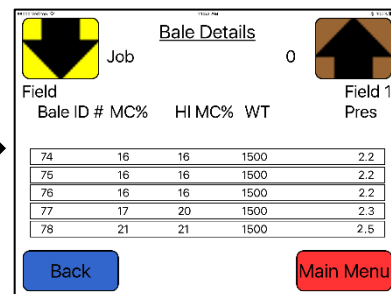 Bale Details
Job 0
Field Field 1
Bale ID # MC% HI MC% WT Pres
74 16 16 1500 2.2
75 16 16 1500 2.2
76 16 16 1500 2.2
77 17 20 1500 2.3
78 21 21 1500 2.5
Back Main Menu